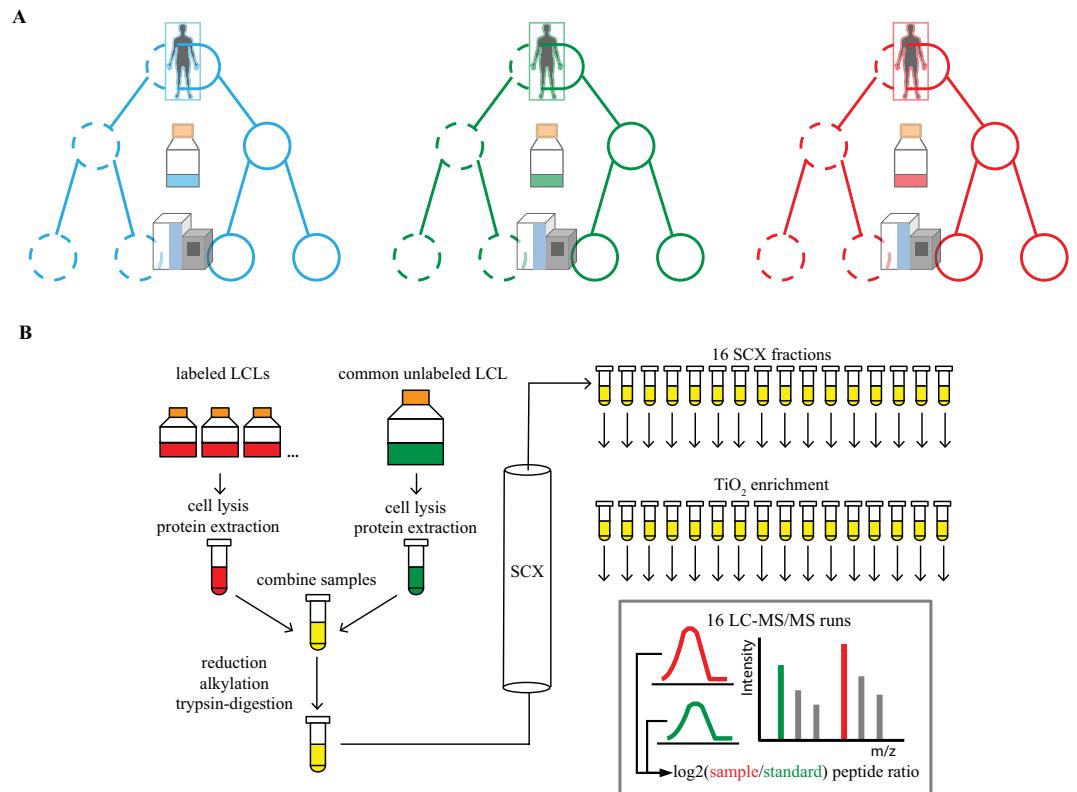 A
B
labeled LCLs
common unlabeled LCL
...
cell lysis
protein extraction
cell lysis
protein extraction
combine samples
reduction
alkylation
trypsin-digestion
SCX
16 SCX fractions
TiO₂ enrichment
16 LC-MS/MS runs
Intensity
m/z
log2(sample/standard) peptide ratio